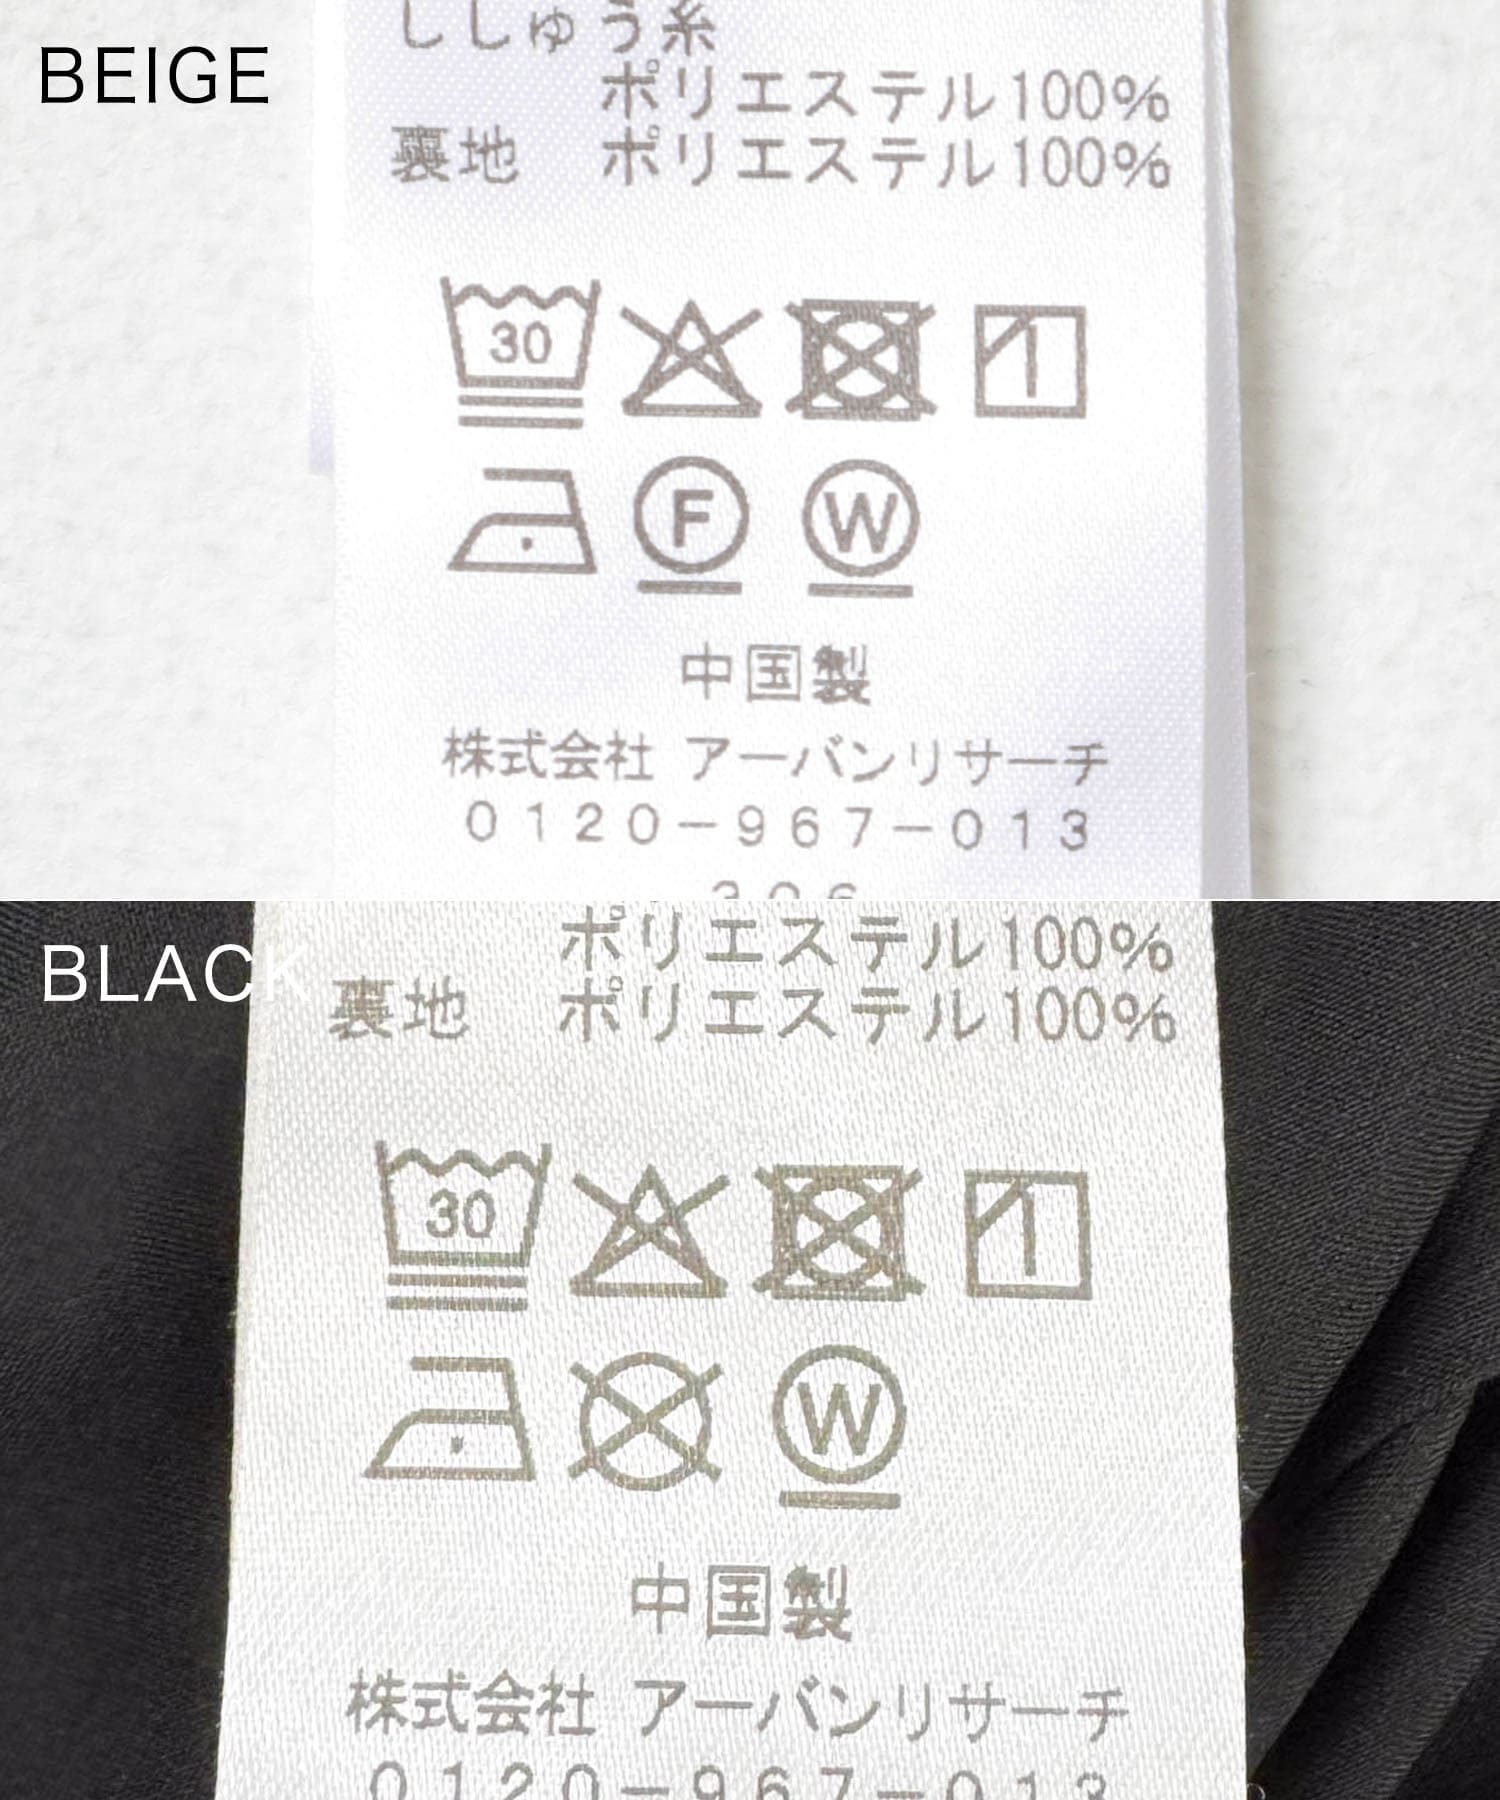 BEIGE
ししゅう糸
ポリエステル100%
裏地 ポリエステル100%
30
F W
中国製
株式会社 アーバンリサーチ
0120-967-013
306
BLACK
ポリエステル100%
裏地 ポリエステル100%
30
W
中国製
株式会社 アーバンリサーチ
0120-967-013